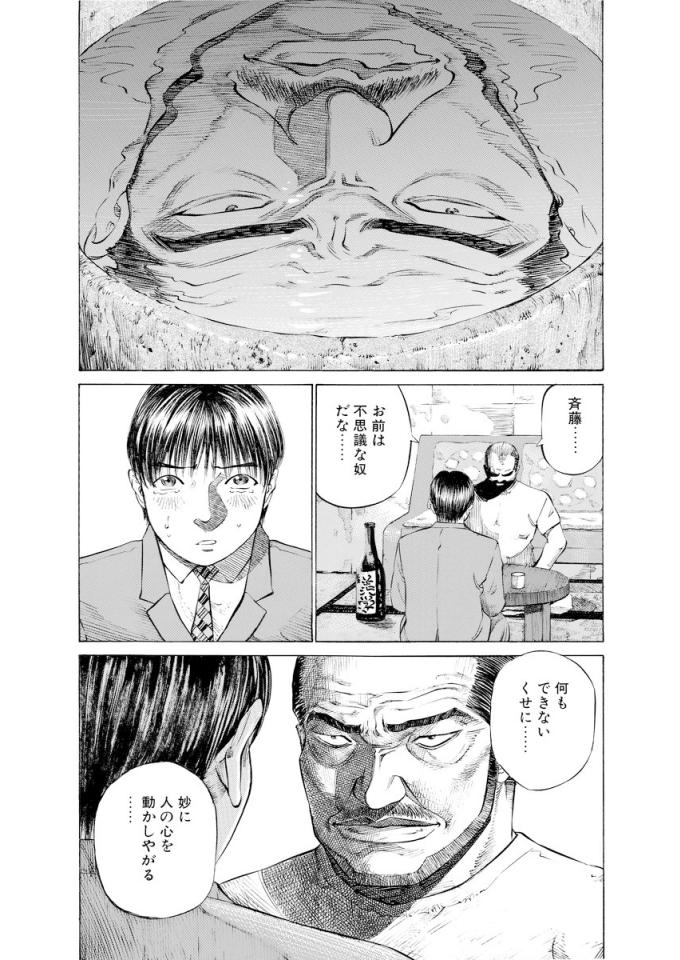 斉藤……
お前は
不思議な奴
だな……
何も
できない
くせに……
妙に
人の心を
動かしやがる
……